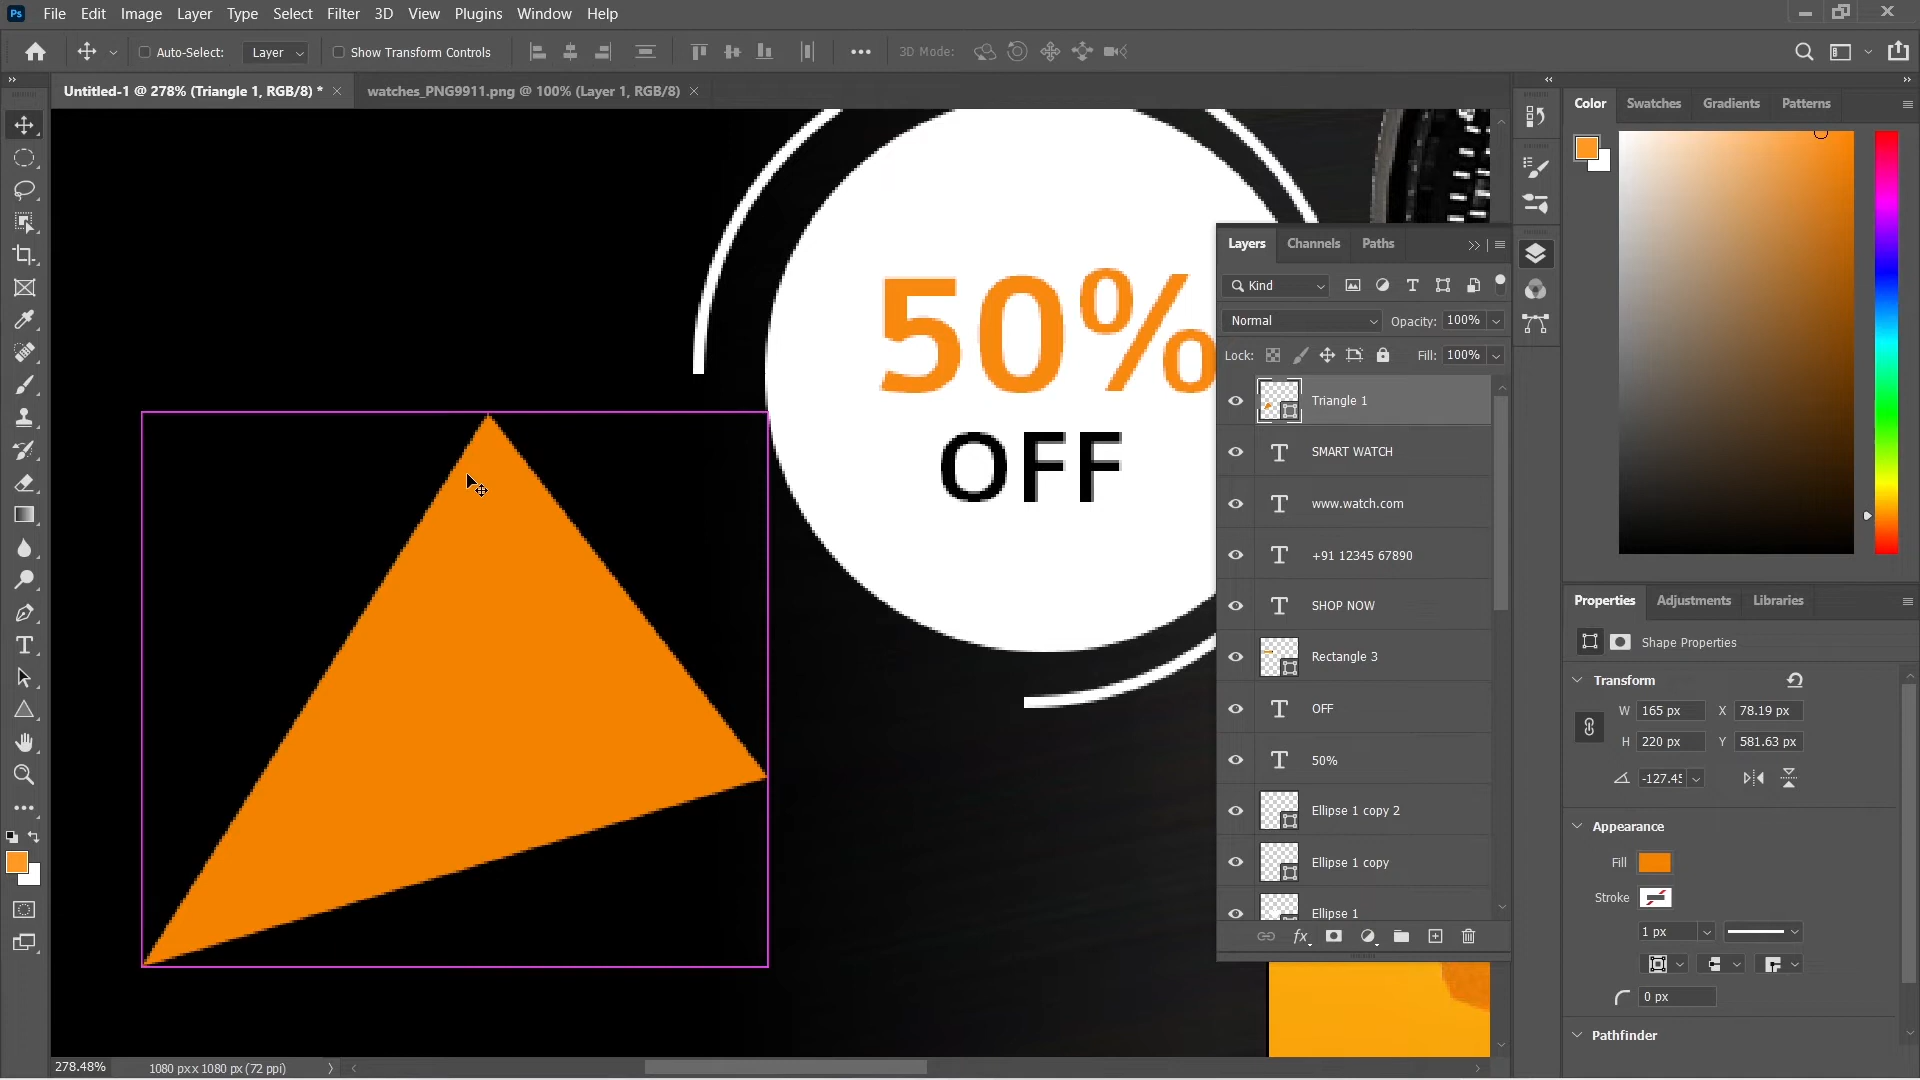 Ps File Edit Image Layer Type Select Filter 3D View Plugins Window Help
Auto-Select: Layer Show Transform Controls 3D Mode:
Untitled-1 @ 278% (Triangle 1, RGB/8) * watches_PNG9911.png @ 100% (Layer 1, RGB/8)
Color Swatches Gradients Patterns
50%
OFF
Layers Channels Paths
Kind
Normal Opacity: 100%
Lock: Fill: 100%
Triangle 1
SMART WATCH
www.watch.com
+91 12345 67890
SHOP NOW
Rectangle 3
OFF
50%
Ellipse 1 copy 2
Ellipse 1 copy
Ellipse 1
fx
Properties Adjustments Libraries
Shape Properties
Transform
W 165 px X 78.19 px
H 220 px Y 581.63 px
-127.45
Appearance
Fill
Stroke
1 px
0 px
Pathfinder
278.48% 1080 px x 1080 px (72 ppi)